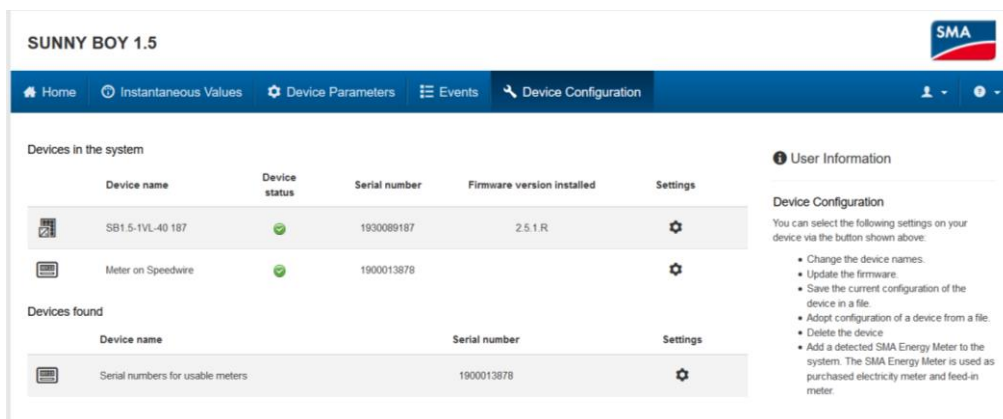 SUNNY BOY 1.5
SMA
Home Instantaneous Values Device Parameters Events Device Configuration
Devices in the system
Device name Device status Serial number Firmware version installed Settings
SB1.5-1VL-40 187 1930089187 2.5.1.R
Meter on Speedwire 1900013878
Devices found
Device name Serial number Settings
Serial numbers for usable meters 1900013878
User Information
Device Configuration
You can select the following settings on your
device via the button shown above:
• Change the device names.
• Update the firmware.
• Save the current configuration of the
device in a file.
• Adopt configuration of a device from a file.
• Delete the device
• Add a detected SMA Energy Meter to the
system. The SMA Energy Meter is used as
purchased electricity meter and feed-in
meter.